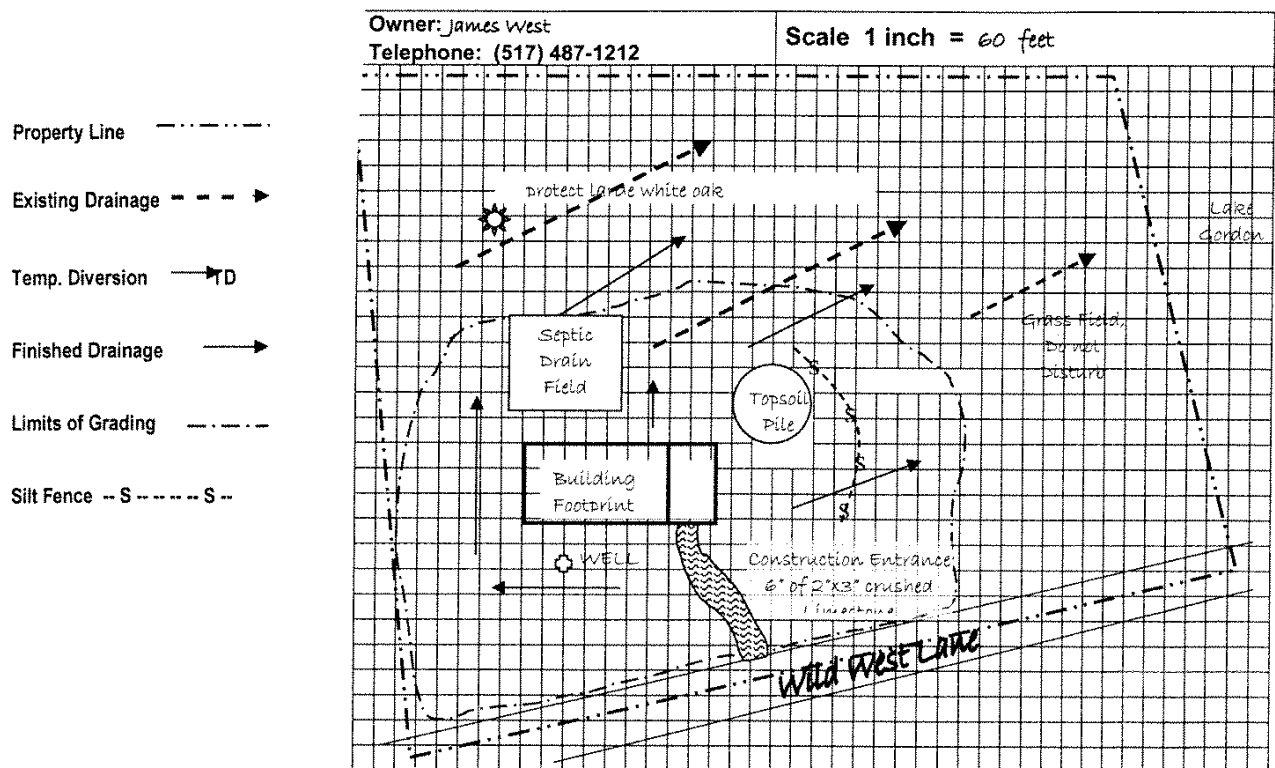 Owner: James West
Telephone: (517) 487-1212
Scale 1 inch = 60 feet
Property Line
Existing Drainage
Temp. Diversion TD
Finished Drainage
Limits of Grading
Silt Fence -- S ------ S --
protect large white oak
Lake
Gordon
Grass Field,
Do not
Disturb
Septic
Drain
Field
Topsoil
Pile
S
S
S
S
Building
Footprint
WELL
Construction Entrance
6" of 2"x3" crushed
Limestone
Wild West Lane